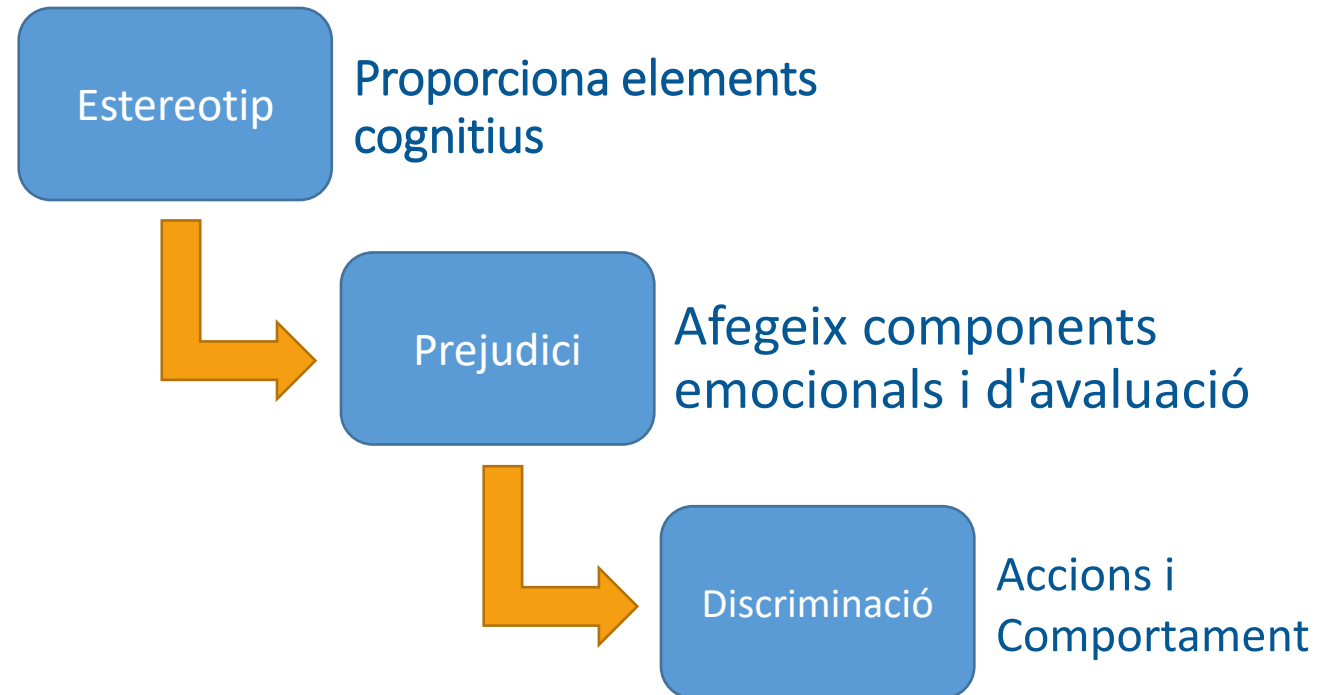 Estereotip
Proporciona elements
cognitius
Prejudici
Afegeix components
emocionals i d'avaluació
Discriminació
Accions i
Comportament